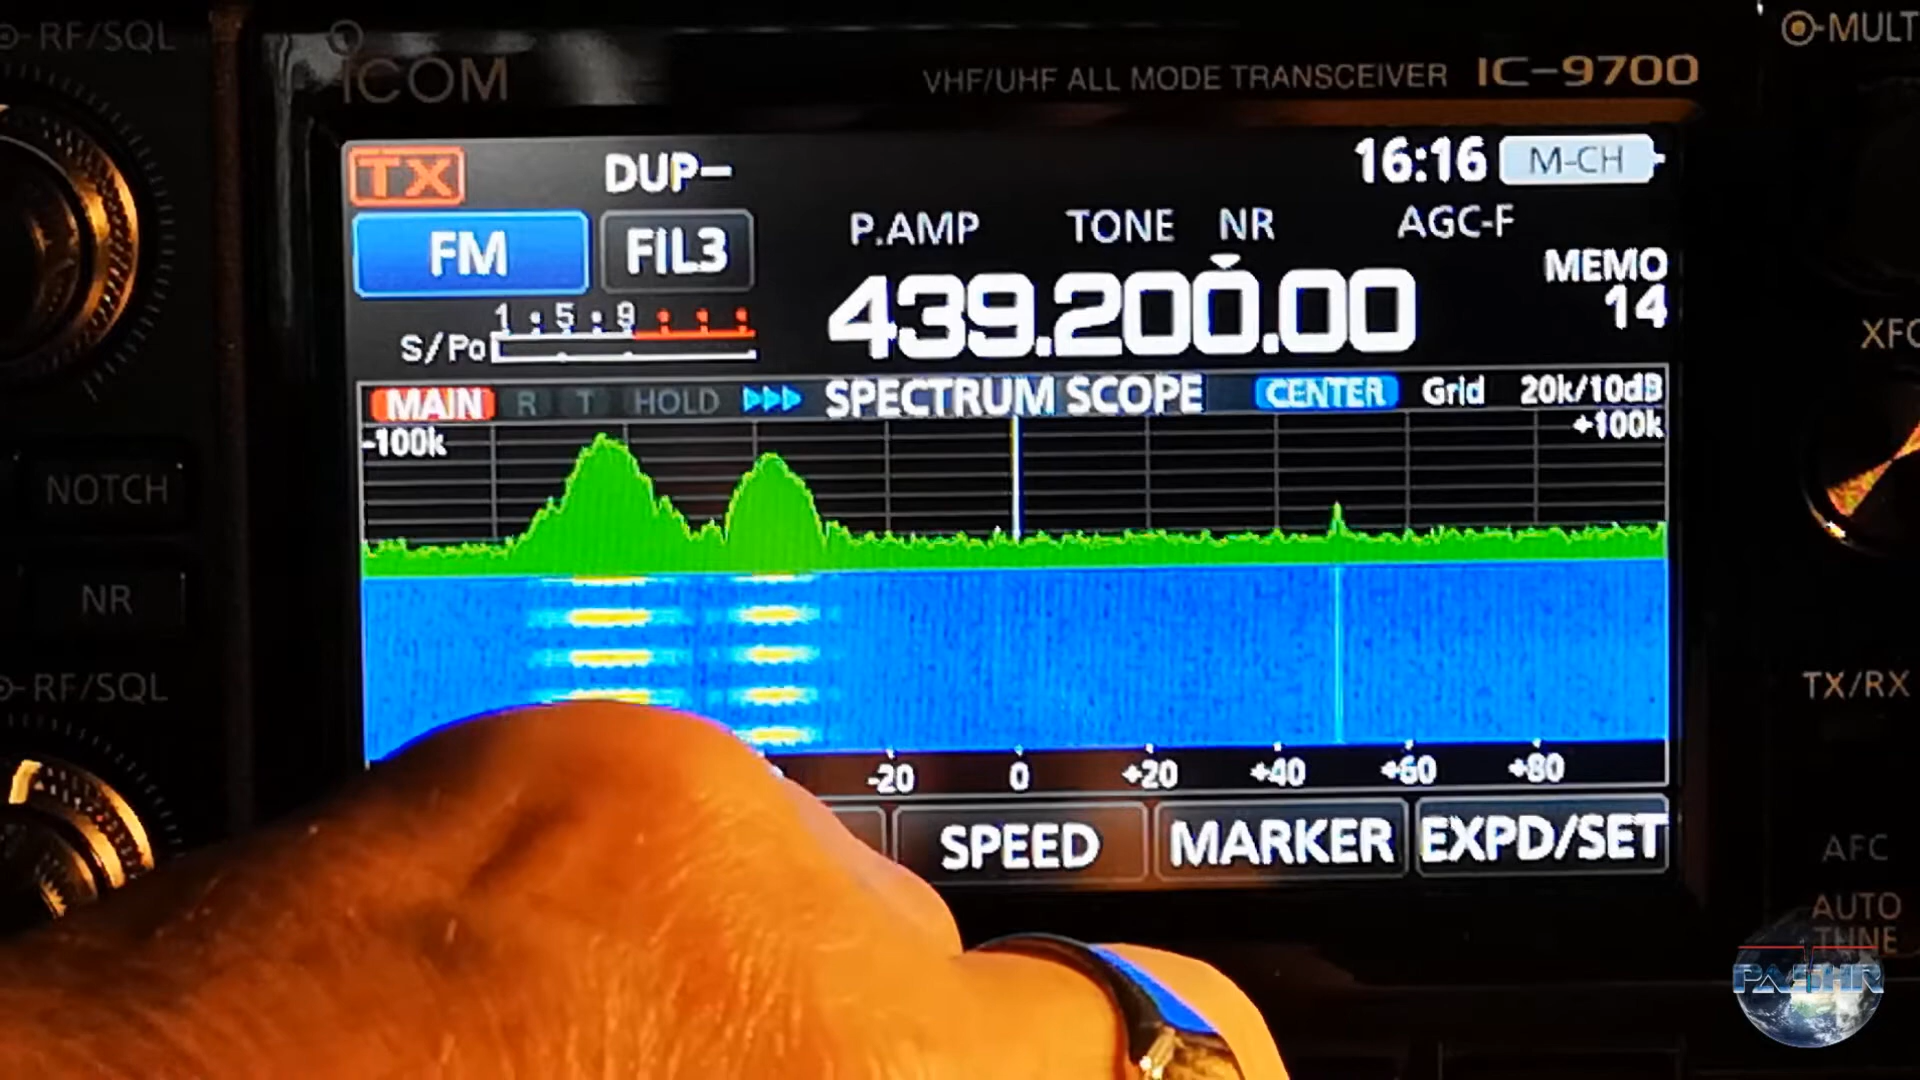 RF/SQL
ICOM
VHF/UHF ALL MODE TRANSCEIVER IC-9700
MULT
TX DUP- 16:16 M-CH
FM FIL3 P.AMP TONE NR AGC-F
MEMO
439.200.00 14
1 5 9
S/Po
XFC
MAIN R T HOLD SPECTRUM SCOPE CENTER Grid 20k/10dB
-100k +100k
NOTCH
NR
RF/SQL
TX/RX
-20 0 +20 +40 +60 +80
SPEED MARKER EXPD/SET
AFC
AUTO
TUNE